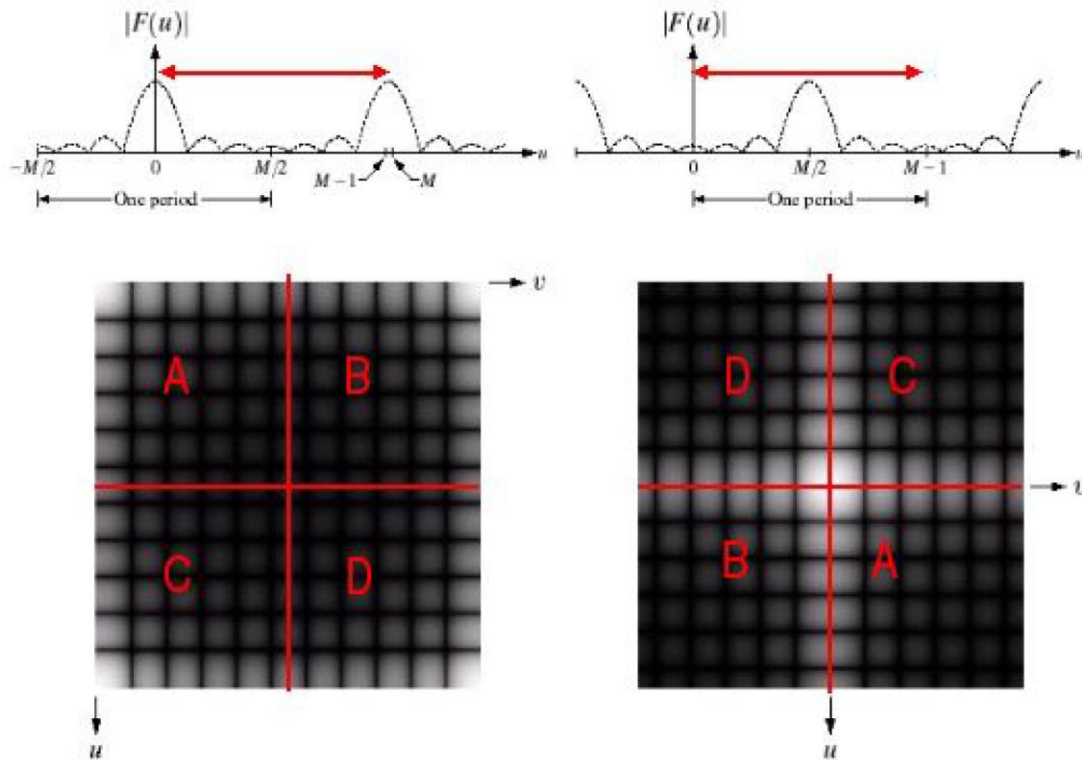 |F(u)|
|F(u)|
u
−M/2
0
M/2
M − 1
M
One period
0
M/2
M − 1
u
One period
v
A
B
C
D
u
D
C
v
B
A
u